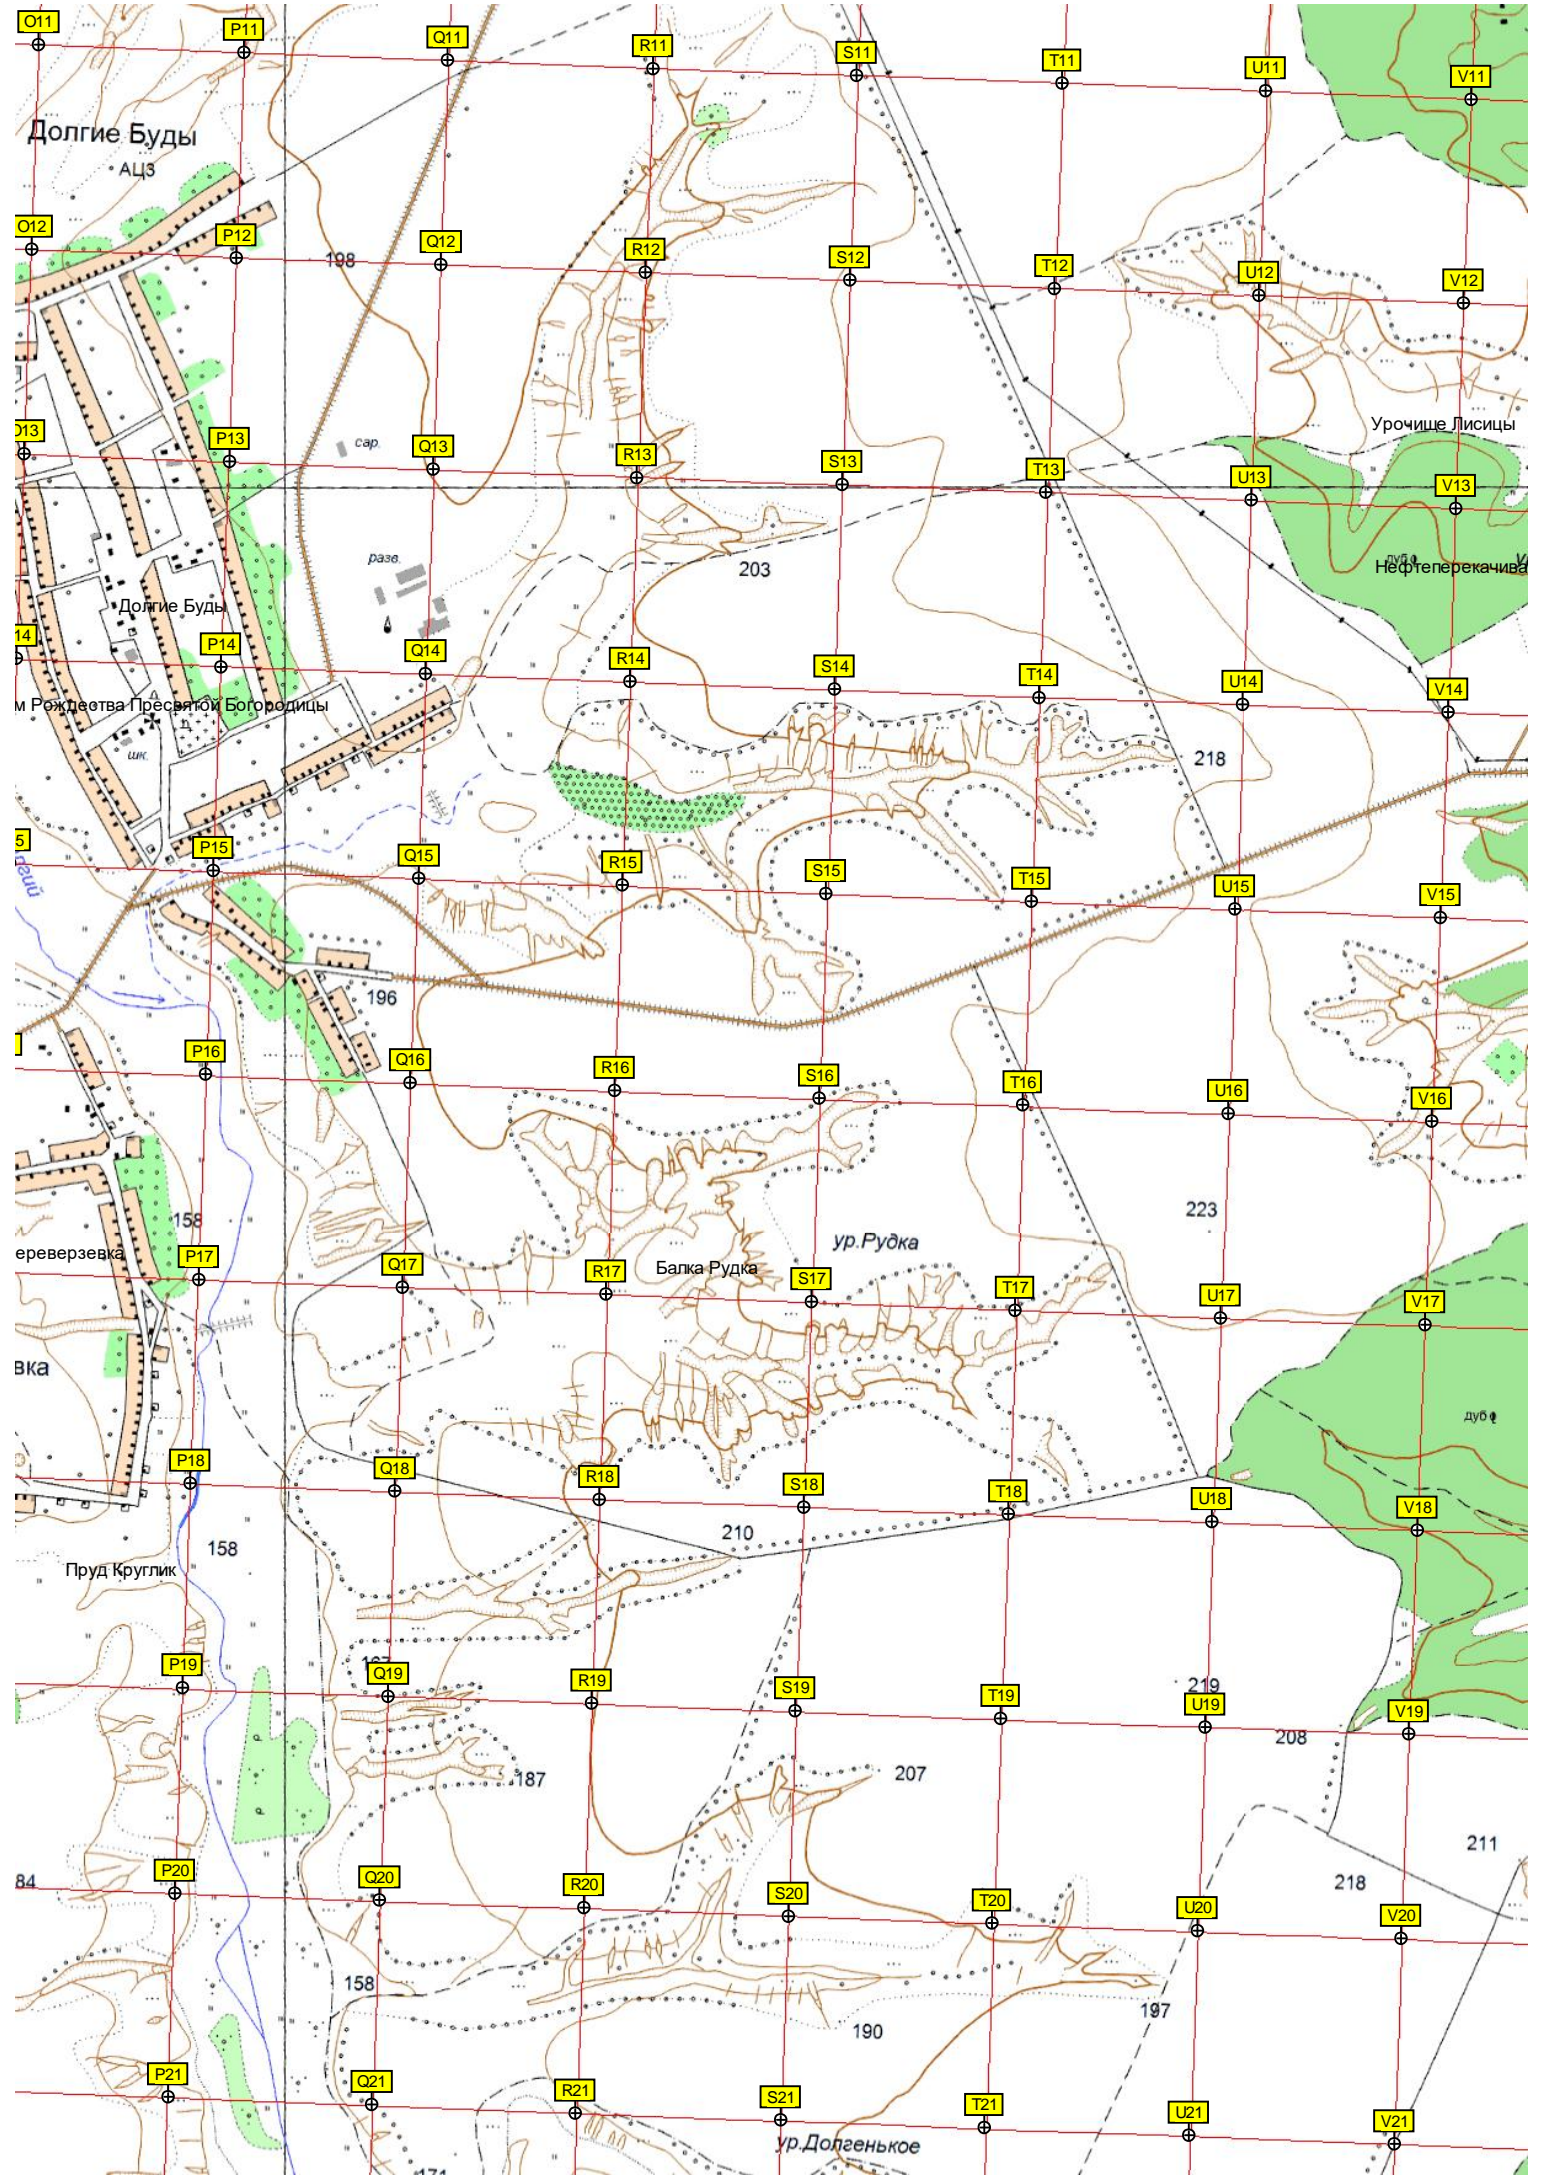 O11 P11 Q11 R11 S11 T11 U11 V11
Долгие Буды
АЦЗ
O12 P12 Q12 R12 S12 T12 U12 V12
198
Урочище Лисицы
сар.
O13 P13 Q13 R13 S13 T13 U13 V13
разв.
203
дуб
Нефтеперекачива
Долгие Буды
14 P14 Q14 R14 S14 T14 U14 V14
м Рождества Пресвятой Богородицы
шк.
218
5 P15 Q15 R15 S15 T15 U15 V15
лгий
196
P16 Q16 R16 S16 T16 U16 V16
158
223
ур.Рудка
ереверзевка
Балка Рудка
P17 Q17 R17 S17 T17 U17 V17
вка
дуб
P18 Q18 R18 S18 T18 U18 V18
210
158
Пруд Круглик
P19 Q19 R19 S19 T19 U19 V19
219
208
187
207
211
84
218
P20 Q20 R20 S20 T20 U20 V20
158
197
190
P21 Q21 R21 S21 T21 U21 V21
ур.Долгенькое
171